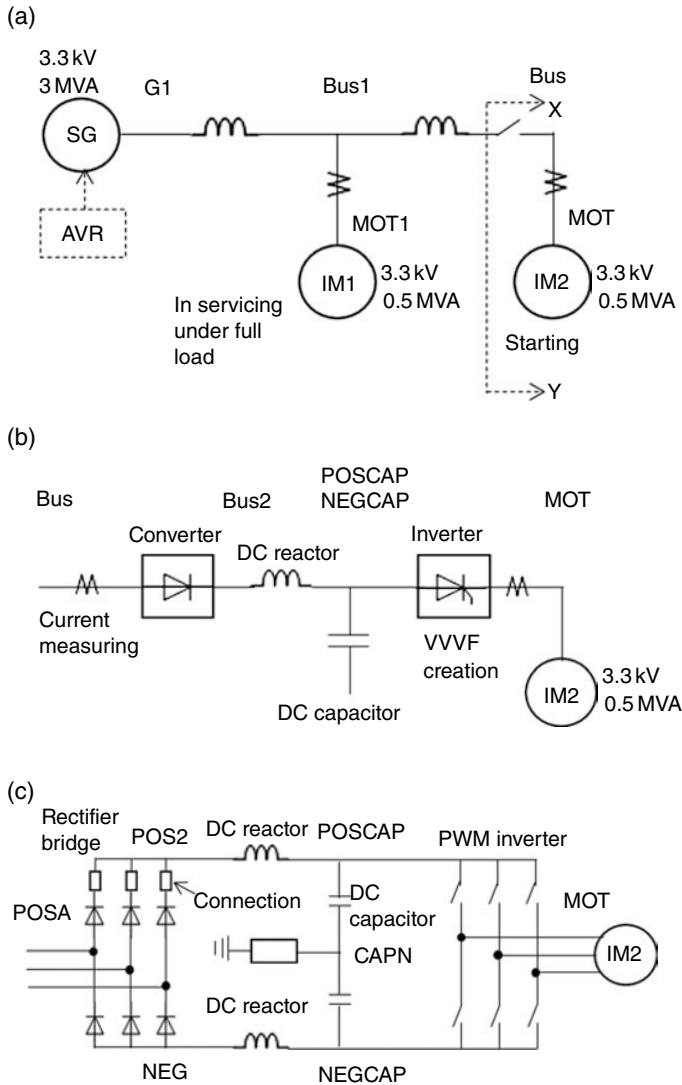 (a)
3.3 kV
3 MVA
G1
Bus1
Bus
X
SG
AVR
MOT1
MOT
IM1
3.3 kV
0.5 MVA
IM2
3.3 kV
0.5 MVA
In servicing
under full
load
Starting
Y
(b)
Bus
Bus2
POSCAP
NEGCAP
MOT
Converter
DC reactor
Inverter
Current
measuring
VVVF
creation
DC capacitor
IM2
3.3 kV
0.5 MVA
(c)
Rectifier
bridge
POS2
DC reactor
POSCAP
PWM inverter
Connection
DC
capacitor
MOT
POSA
CAPN
IM2
DC reactor
NEG
NEGCAP